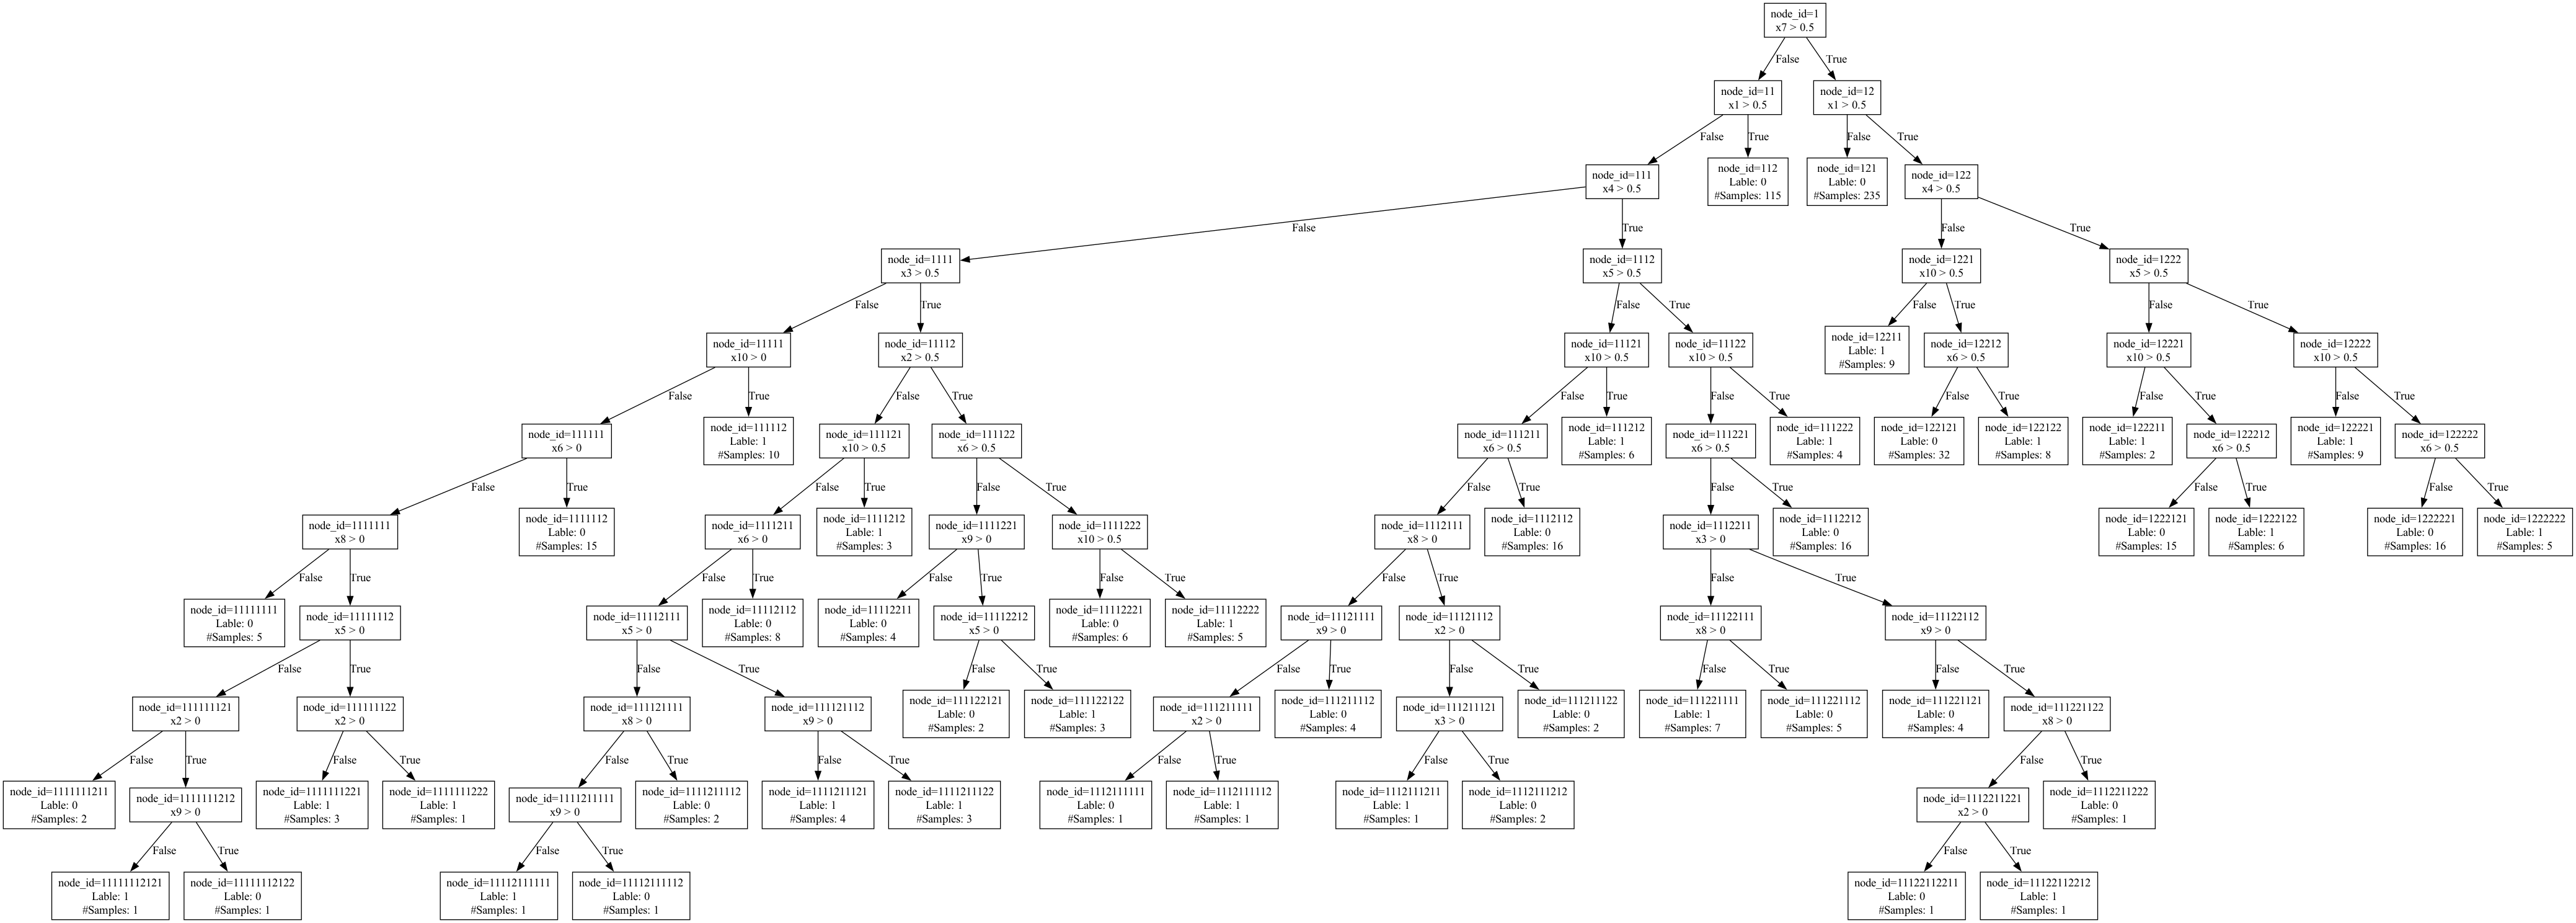 node_id=1
x7 > 0.5
False
True
node_id=11
x1 > 0.5
node_id=12
x1 > 0.5
False
True
False
True
node_id=111
x4 > 0.5
node_id=112
Lable: 0
#Samples: 115
node_id=121
Lable: 0
#Samples: 235
node_id=122
x4 > 0.5
False
True
False
True
node_id=1111
x3 > 0.5
node_id=1112
x5 > 0.5
node_id=1221
x10 > 0.5
node_id=1222
x5 > 0.5
False
True
False
True
False
True
False
True
node_id=11111
x10 > 0
node_id=11112
x2 > 0.5
node_id=11121
x10 > 0.5
node_id=11122
x10 > 0.5
node_id=12211
Lable: 1
#Samples: 9
node_id=12212
x6 > 0.5
node_id=12221
x10 > 0.5
node_id=12222
x10 > 0.5
False
True
False
True
False
True
False
True
False
True
False
True
False
True
node_id=111111
x6 > 0
node_id=111112
Lable: 1
#Samples: 10
node_id=111121
x10 > 0.5
node_id=111122
x6 > 0.5
node_id=111211
x6 > 0.5
node_id=111212
Lable: 1
#Samples: 6
node_id=111221
x6 > 0.5
node_id=111222
Lable: 1
#Samples: 4
node_id=122121
Lable: 0
#Samples: 32
node_id=122122
Lable: 1
#Samples: 8
node_id=122211
Lable: 1
#Samples: 2
node_id=122212
x6 > 0.5
node_id=122221
Lable: 1
#Samples: 9
node_id=122222
x6 > 0.5
False
True
False
True
False
True
False
True
False
True
False
True
False
True
node_id=1111111
x8 > 0
node_id=1111112
Lable: 0
#Samples: 15
node_id=1111211
x6 > 0
node_id=1111212
Lable: 1
#Samples: 3
node_id=1111221
x9 > 0
node_id=1111222
x10 > 0.5
node_id=1112111
x8 > 0
node_id=1112112
Lable: 0
#Samples: 16
node_id=1112211
x3 > 0
node_id=1112212
Lable: 0
#Samples: 16
node_id=1222121
Lable: 0
#Samples: 15
node_id=1222122
Lable: 1
#Samples: 6
node_id=1222221
Lable: 0
#Samples: 16
node_id=1222222
Lable: 1
#Samples: 5
False
True
False
True
False
True
False
True
False
True
False
True
node_id=11111111
Lable: 0
#Samples: 5
node_id=11111112
x5 > 0
node_id=11112111
x5 > 0
node_id=11112112
Lable: 0
#Samples: 8
node_id=11112211
Lable: 0
#Samples: 4
node_id=11112212
x5 > 0
node_id=11112221
Lable: 0
#Samples: 6
node_id=11112222
Lable: 1
#Samples: 5
node_id=11121111
x9 > 0
node_id=11121112
x2 > 0
node_id=11122111
x8 > 0
node_id=11122112
x9 > 0
False
True
False
True
False
True
False
True
False
True
False
True
False
True
node_id=111111121
x2 > 0
node_id=111111122
x2 > 0
node_id=111121111
x8 > 0
node_id=111121112
x9 > 0
node_id=111122121
Lable: 0
#Samples: 2
node_id=111122122
Lable: 1
#Samples: 3
node_id=111211111
x2 > 0
node_id=111211112
Lable: 0
#Samples: 4
node_id=111211121
x3 > 0
node_id=111211122
Lable: 0
#Samples: 2
node_id=111221111
Lable: 1
#Samples: 7
node_id=111221112
Lable: 0
#Samples: 5
node_id=111221121
Lable: 0
#Samples: 4
node_id=111221122
x8 > 0
False
True
False
True
False
True
False
True
False
True
False
True
False
True
node_id=1111111211
Lable: 0
#Samples: 2
node_id=1111111212
x9 > 0
node_id=1111111221
Lable: 1
#Samples: 3
node_id=1111111222
Lable: 1
#Samples: 1
node_id=1111211111
x9 > 0
node_id=1111211112
Lable: 0
#Samples: 2
node_id=1111211121
Lable: 1
#Samples: 4
node_id=1111211122
Lable: 1
#Samples: 3
node_id=1112111111
Lable: 0
#Samples: 1
node_id=1112111112
Lable: 1
#Samples: 1
node_id=1112111211
Lable: 1
#Samples: 1
node_id=1112111212
Lable: 0
#Samples: 2
node_id=1112211221
x2 > 0
node_id=1112211222
Lable: 0
#Samples: 1
False
True
False
True
False
True
node_id=11111112121
Lable: 1
#Samples: 1
node_id=11111112122
Lable: 0
#Samples: 1
node_id=11112111111
Lable: 1
#Samples: 1
node_id=11112111112
Lable: 0
#Samples: 1
node_id=11122112211
Lable: 0
#Samples: 1
node_id=11122112212
Lable: 1
#Samples: 1